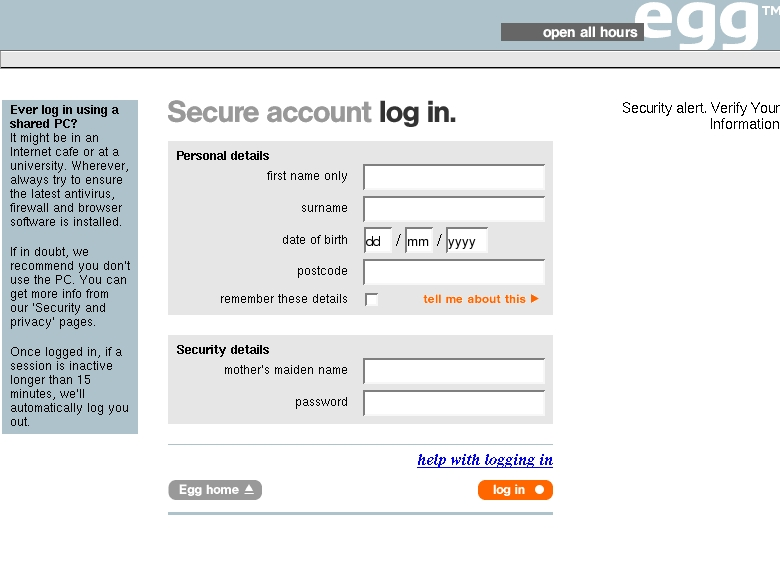 egg™
open all hours
Ever log in using a
shared PC?
It might be in an
Internet cafe or at a
university. Wherever,
always try to ensure
the latest antivirus,
firewall and browser
software is installed.
If in doubt, we
recommend you don't
use the PC. You can
get more info from
our 'Security and
privacy' pages.
Once logged in, if a
session is inactive
longer than 15
minutes, we'll
automatically log you
out.
Secure account log in.
Personal details
first name only
surname
date of birth dd / mm / yyyy
postcode
remember these details tell me about this
Security details
mother's maiden name
password
help with logging in
Egg home log in
Security alert. Verify Your
Information